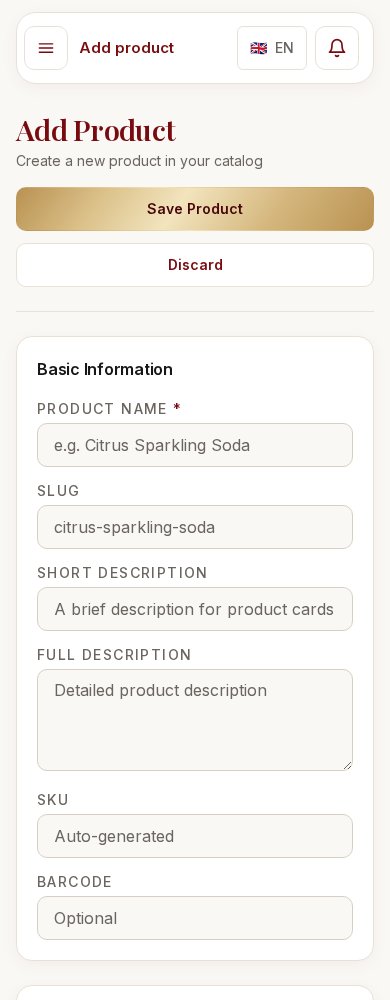 Add product
EN
Add Product
Create a new product in your catalog
Save Product
Discard
Basic Information
PRODUCT NAME *
e.g. Citrus Sparkling Soda
SLUG
citrus-sparkling-soda
SHORT DESCRIPTION
A brief description for product cards
FULL DESCRIPTION
Detailed product description
SKU
Auto-generated
BARCODE
Optional